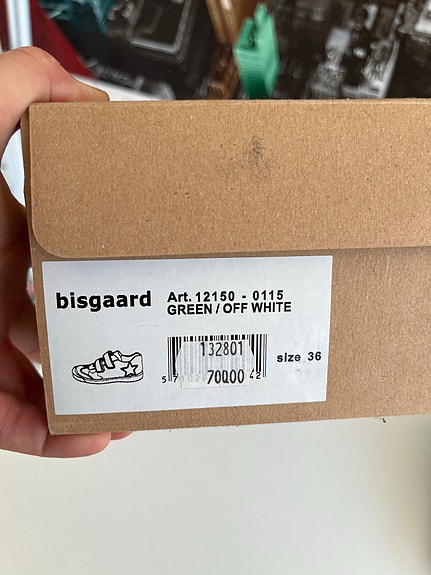 bisgaard
Art. 12150 - 0115
GREEN / OFF WHITE
132801
70000
size 36